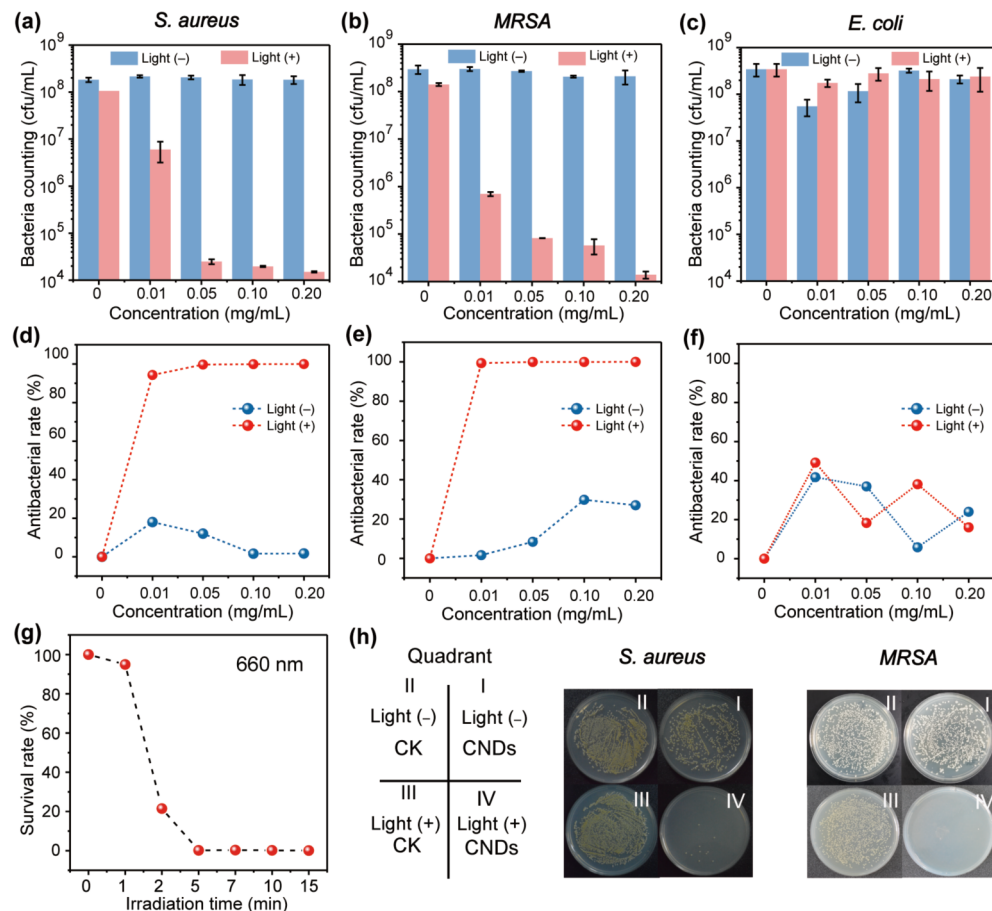 (a)
S. aureus
10⁹
10⁸
10⁷
10⁶
10⁵
10⁴
Bacteria counting (cfu/mL)
Light (–)
Light (+)
0 0.01 0.05 0.10 0.20
Concentration (mg/mL)
(b)
MRSA
10⁹
10⁸
10⁷
10⁶
10⁵
10⁴
Bacteria counting (cfu/mL)
Light (–)
Light (+)
0 0.01 0.05 0.10 0.20
Concentration (mg/mL)
(c)
E. coli
10⁹
10⁸
10⁷
10⁶
10⁵
10⁴
Bacteria counting (cfu/mL)
Light (–)
Light (+)
0 0.01 0.05 0.10 0.20
Concentration (mg/mL)
(d)
100
80
60
40
20
0
Antibacterial rate (%)
Light (–)
Light (+)
0 0.01 0.05 0.10 0.20
Concentration (mg/mL)
(e)
100
80
60
40
20
0
Antibacterial rate (%)
Light (–)
Light (+)
0 0.01 0.05 0.10 0.20
Concentration (mg/mL)
(f)
100
80
60
40
20
0
Antibacterial rate (%)
Light (–)
Light (+)
0 0.01 0.05 0.10 0.20
Concentration (mg/mL)
(g)
660 nm
100
80
60
40
20
0
Survival rate (%)
0 1 2 5 7 10 15
Irradiation time (min)
(h)
Quadrant
II I
Light (–) Light (–)
CK CNDs
III IV
Light (+) Light (+)
CK CNDs
S. aureus
II I
III IV
MRSA
II I
III IV